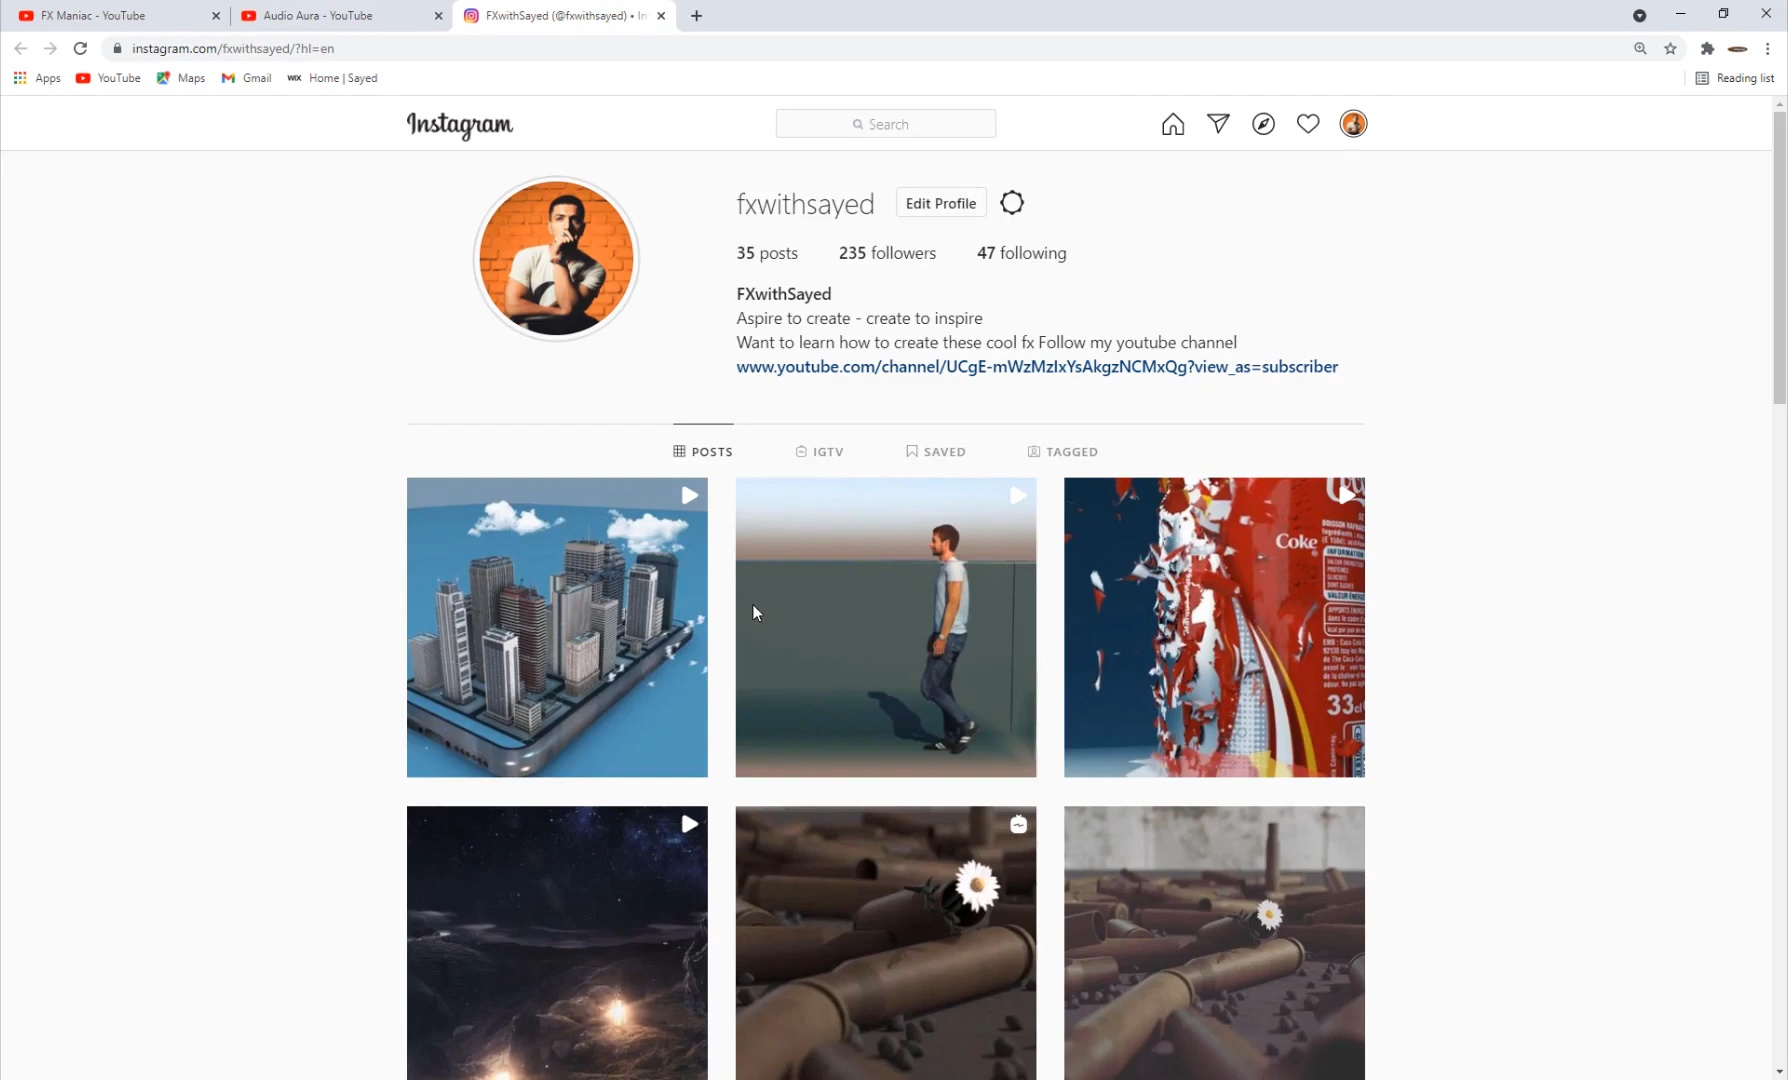 FX Maniac - YouTube
Audio Aura - YouTube
FXwithSayed (@fxwithsayed) • In
instagram.com/fxwithsayed/?hl=en
Apps YouTube Maps Gmail WIX Home | Sayed Reading list
Instagram
Search
fxwithsayed Edit Profile
35 posts 235 followers 47 following
FXwithSayed
Aspire to create - create to inspire
Want to learn how to create these cool fx Follow my youtube channel
www.youtube.com/channel/UCgE-mWzMzIxYsAkgzNCMxQg?view_as=subscriber
POSTS IGTV SAVED TAGGED
Coke
33cl